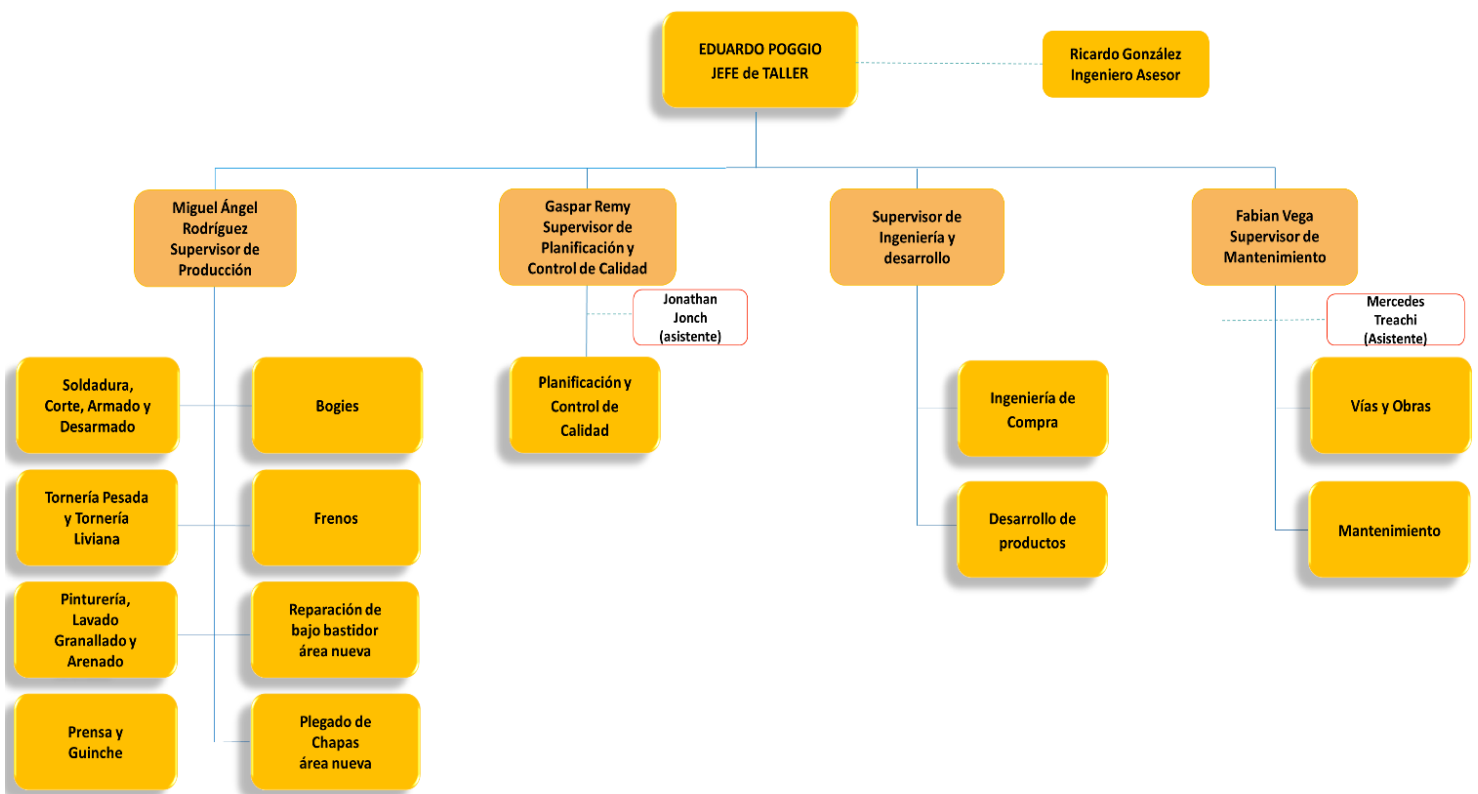 EDUARDO POGGIO
JEFE de TALLER
Ricardo González
Ingeniero Asesor
Miguel Ángel
Rodríguez
Supervisor de
Producción
Gaspar Remy
Supervisor de
Planificación y
Control de Calidad
Supervisor de
Ingeniería y
desarrollo
Fabian Vega
Supervisor de
Mantenimiento
Jonathan
Jonch
(asistente)
Mercedes
Treachi
(Asistente)
Soldadura,
Corte, Armado y
Desarmado
Bogies
Planificación y
Control de
Calidad
Ingeniería de
Compra
Vías y Obras
Tornería Pesada
y Tornería
Liviana
Frenos
Desarrollo de
productos
Mantenimiento
Pinturería,
Lavado
Granallado y
Arenado
Reparación de
bajo bastidor
área nueva
Prensa y
Guinche
Plegado de
Chapas
área nueva